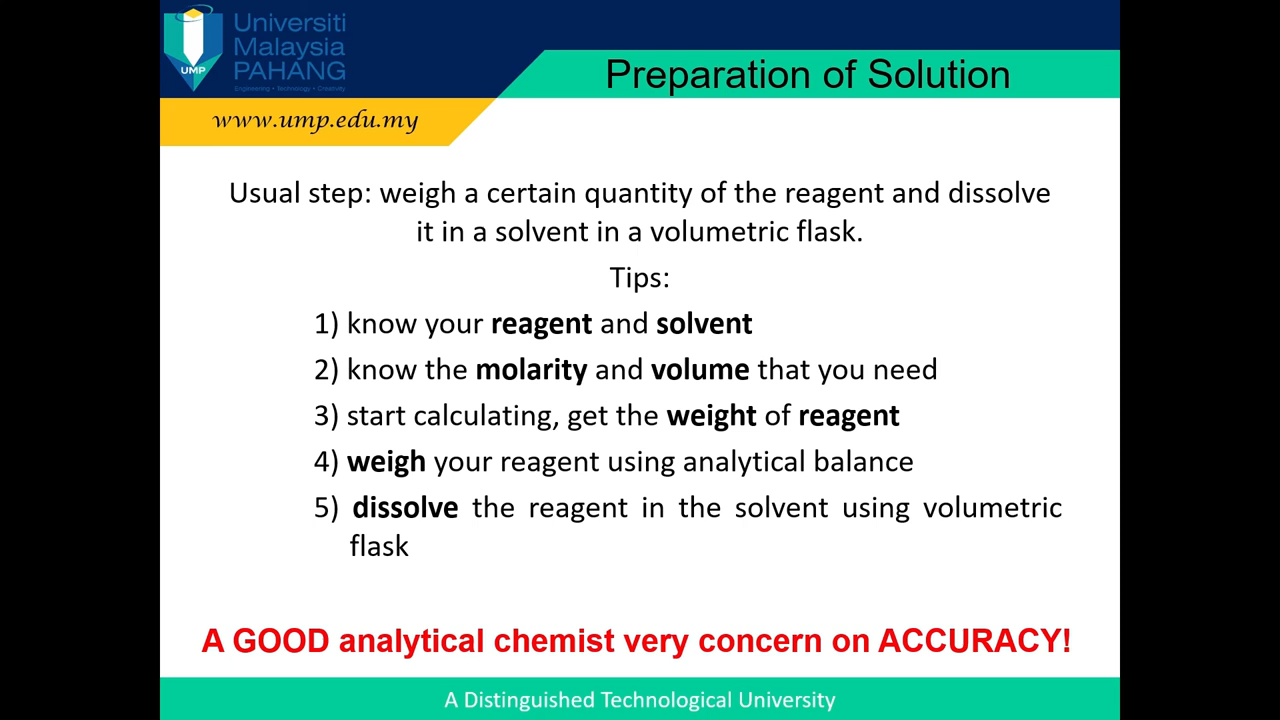 Universiti
Malaysia
PAHANG
Engineering • Technology • Creativity
UMP
Preparation of Solution
www.ump.edu.my
Usual step: weigh a certain quantity of the reagent and dissolve
it in a solvent in a volumetric flask.
Tips:
1) know your reagent and solvent
2) know the molarity and volume that you need
3) start calculating, get the weight of reagent
4) weigh your reagent using analytical balance
5) dissolve the reagent in the solvent using volumetric
flask
A GOOD analytical chemist very concern on ACCURACY!
A Distinguished Technological University